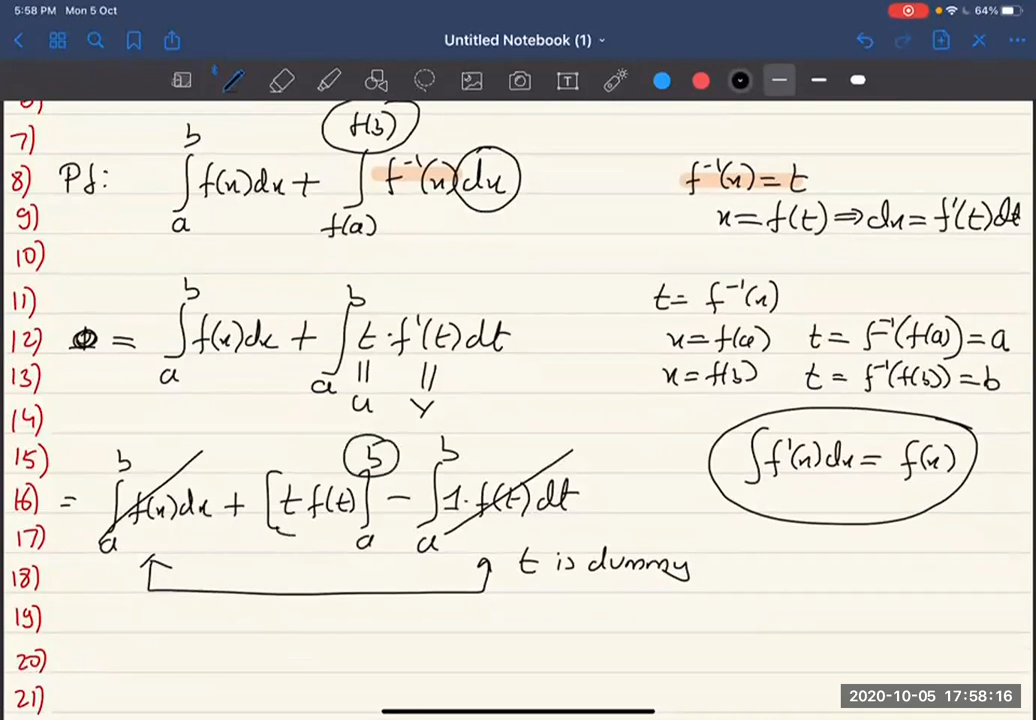 5:58 PM Mon 5 Oct
64%
Untitled Notebook (1)
7)
8) Pf: ∫_a^b f(x)dx + ∫_{f(a)}^{f(b)} f⁻¹(x)dx
f⁻¹(x) = t
9)
x = f(t) ⇒ dx = f'(t)dt
10)
11)
t = f⁻¹(x)
12) = ∫_a^b f(x)dx + ∫_a^b t·f'(t)dt
x = f(a) t = f⁻¹(f(a)) = a
13) || ||
x = f(b) t = f⁻¹(f(b)) = b
14) u v
15)
∫f'(x)dx = f(x)
16) = ∫_a^b f(x)dx + [t f(t)]_a^b − ∫_a^b 1·f(t)dt
17)
18) t is dummy
19)
20)
21)
2020-10-05 17:58:16